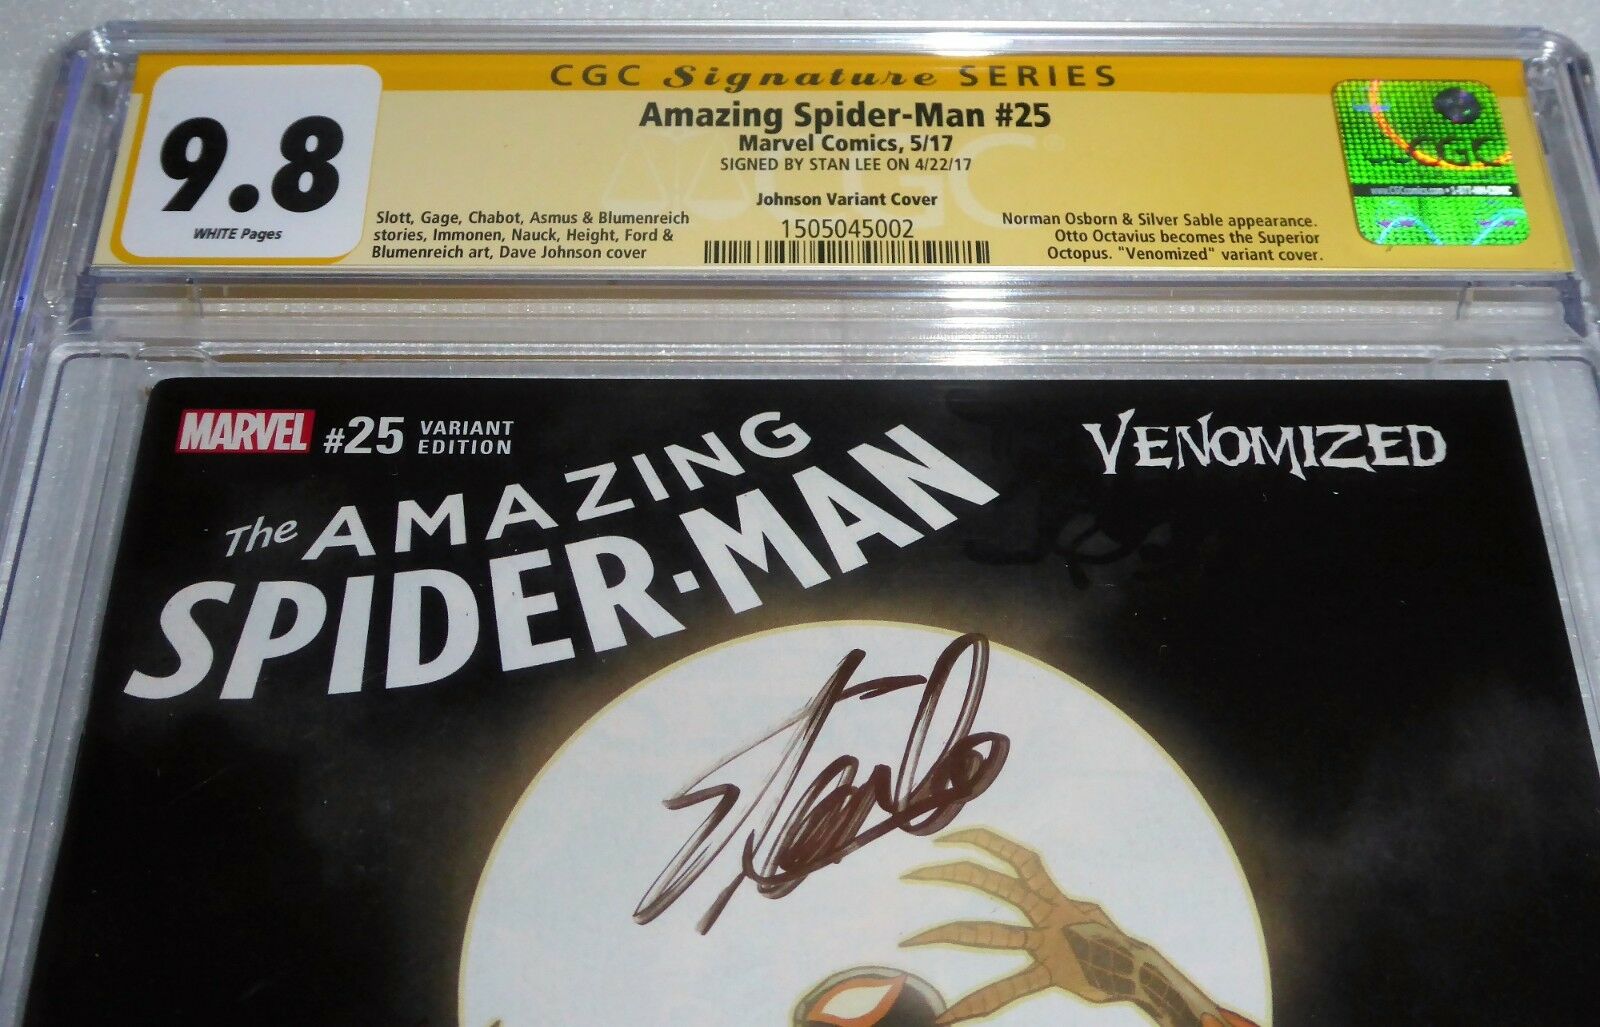 CGC Signature SERIES
Amazing Spider-Man #25
Marvel Comics, 5/17
SIGNED BY STAN LEE ON 4/22/17
Johnson Variant Cover
1505045002
9.8
WHITE Pages
Slott, Gage, Chabot, Asmus & Blumenreich
stories, Immonen, Nauck, Height, Ford &
Blumenreich art, Dave Johnson cover
Norman Osborn & Silver Sable appearance.
Otto Octavius becomes the Superior
Octopus. "Venomized" variant cover.
CGC
MARVEL
#25
VARIANT
EDITION
VENOMIZED
The AMAZING
SPIDER-MAN
Stan Lee